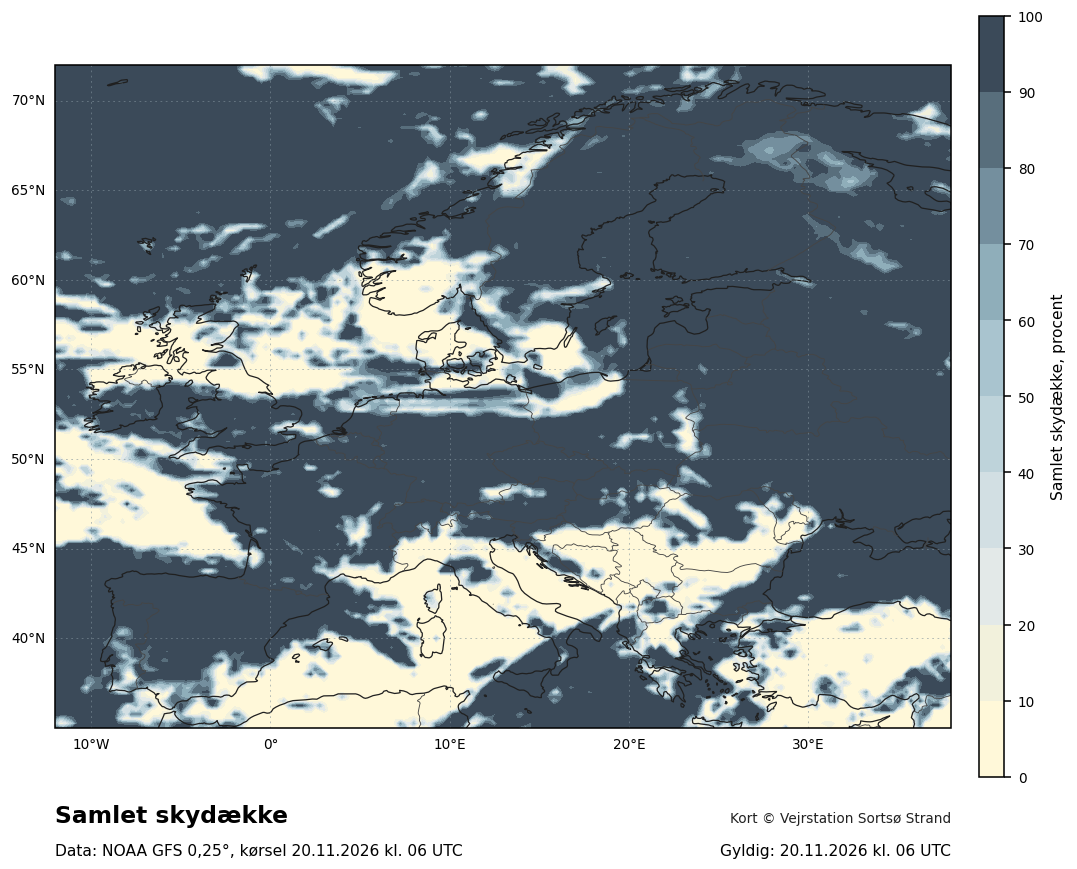 70°N
65°N
60°N
55°N
50°N
45°N
40°N
10°W
0°
10°E
20°E
30°E
100
90
80
70
60
50
40
30
20
10
0
Samlet skydække, procent
Samlet skydække
Kort © Vejrstation Sortsø Strand
Data: NOAA GFS 0,25°, kørsel 20.11.2026 kl. 06 UTC
Gyldig: 20.11.2026 kl. 06 UTC